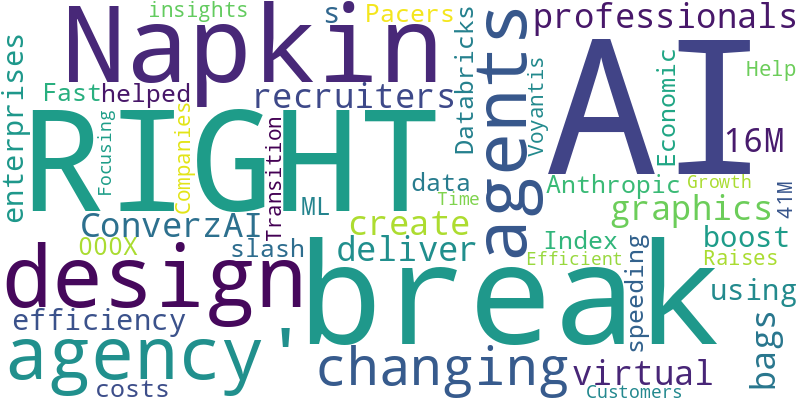 insights
s
Pacers
professionals
Napkin
enterprises
Fast
helped
recruiters
Databricks
agents
Voyantis
AI
Economic
Help
16M
RIGHT
Focusing
Companies
Transition
ML
data
Time
Anthropic
Growth
41M
ConverzAI
create
graphics
000X
slash
deliver
Index
boost
design
break
Efficient
speeding
Raises
efficiency
using
agency'
changing
virtual
bags
costs
Customers